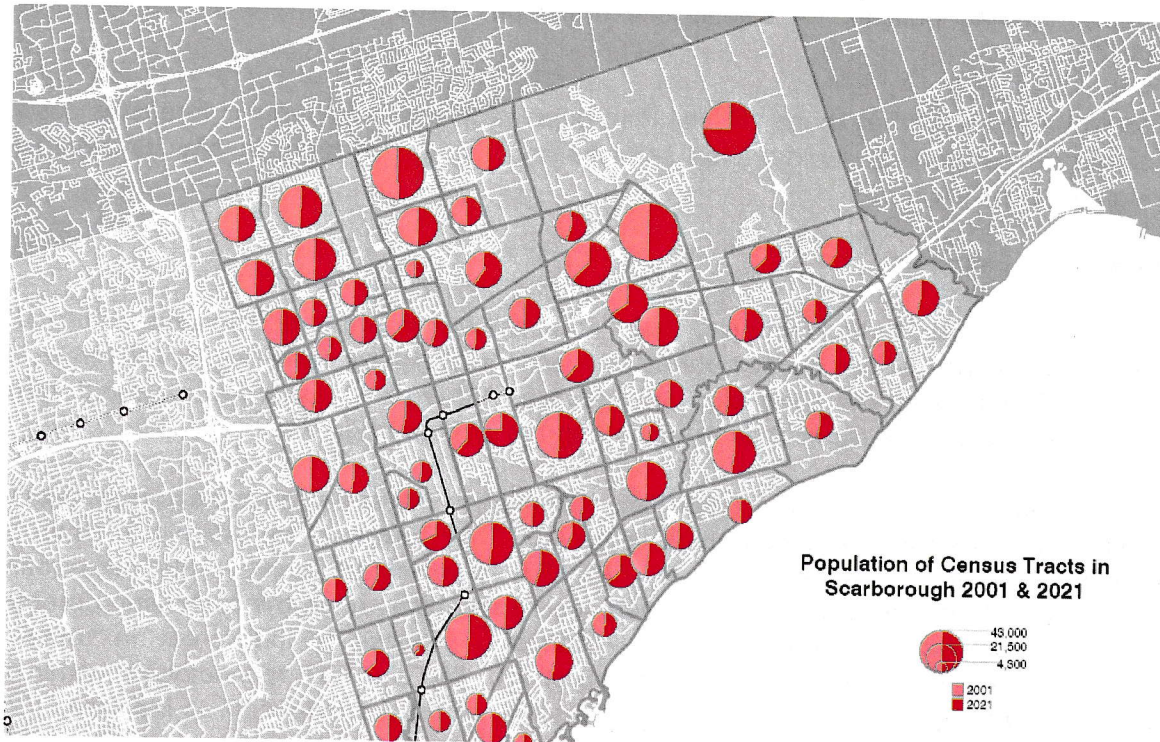 Population of Census Tracts in
Scarborough 2001 & 2021
43,000
21,500
4,300
2001
2021